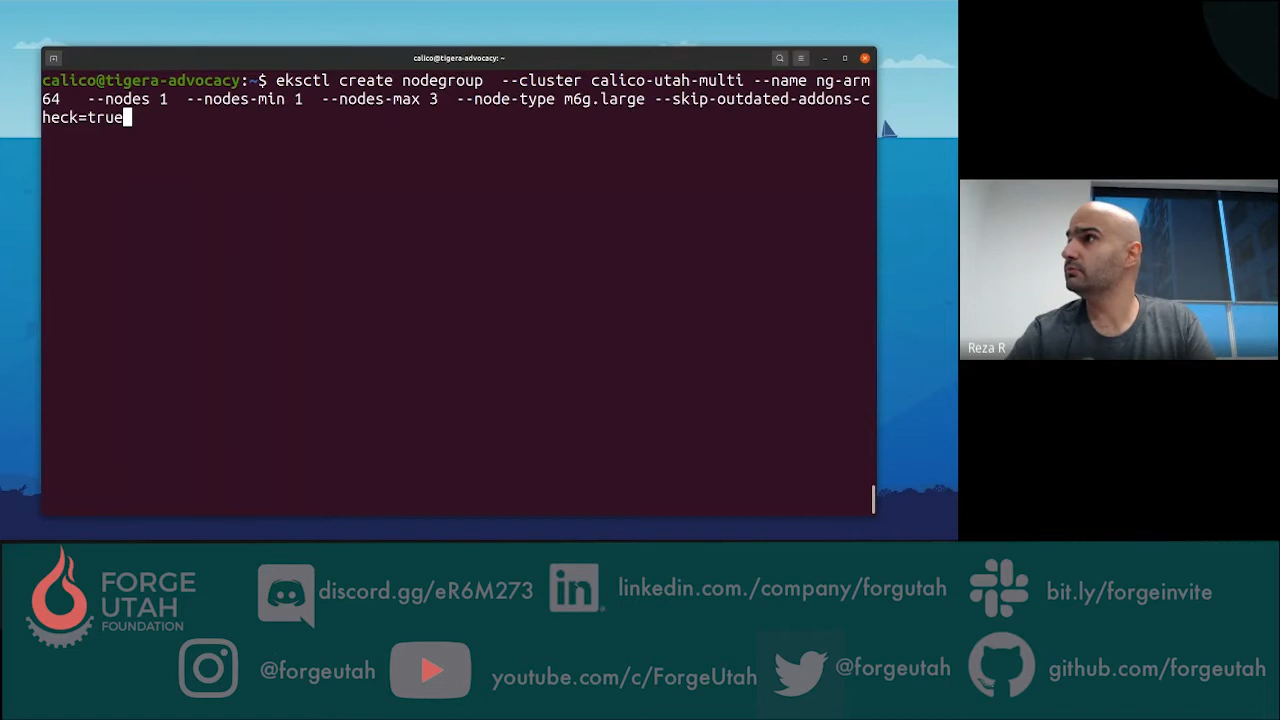 calico@tigera-advocacy: ~
calico@tigera-advocacy:~$ eksctl create nodegroup  --cluster calico-utah-multi --name ng-arm
64   --nodes 1  --nodes-min 1  --nodes-max 3  --node-type m6g.large --skip-outdated-addons-c
heck=true
Reza R
FORGE
UTAH
FOUNDATION
discord.gg/eR6M273
in
linkedin.com./company/forgutah
bit.ly/forgeinvite
@forgeutah
youtube.com/c/ForgeUtah
@forgeutah
github.com/forgeutah